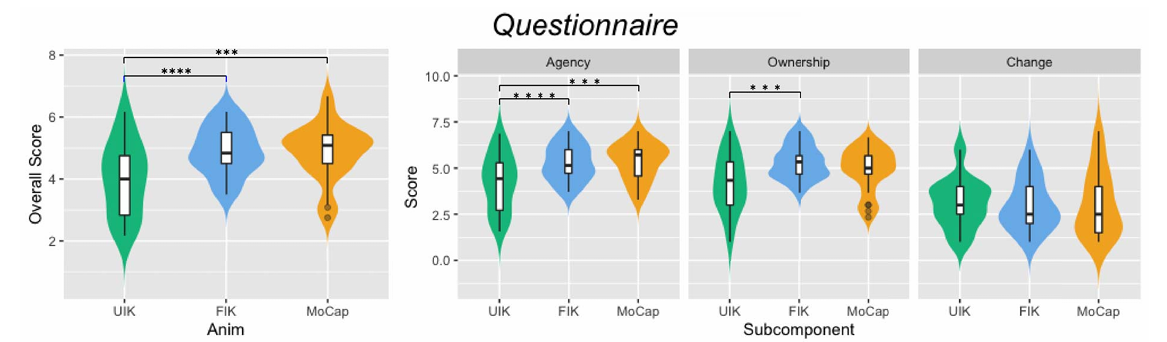 Questionnaire
Overall Score
8
6
4
2
***
****
UIK FIK MoCap
Anim
Score
10.0
7.5
5.0
2.5
0.0
Agency Ownership Change
* * *
* * * *
* * *
UIK FIK MoCap UIK FIK MoCap UIK FIK MoCap
Subcomponent